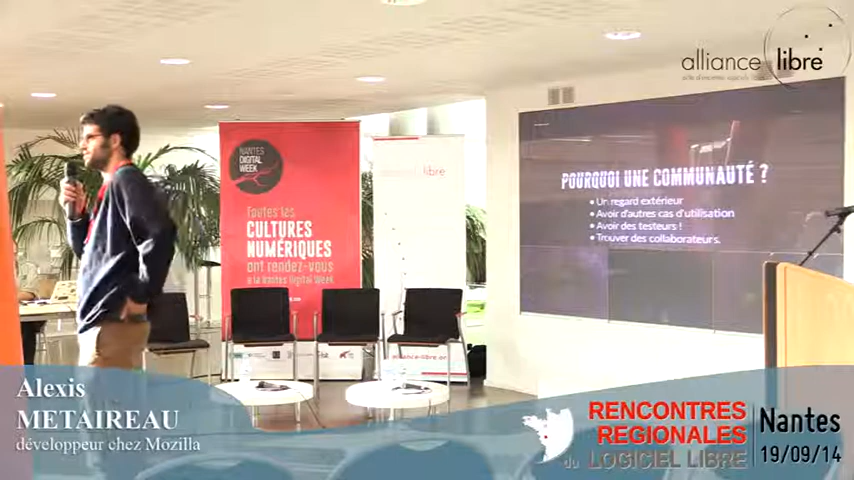 alliance libre
NANTES
DIGITAL
WEEK
Toutes les
CULTURES
NUMÉRIQUES
ont rendez-vous
à la Nantes Digital Week
libre
POURQUOI UNE COMMUNAUTÉ ?
• Un regard extérieur
• Avoir d'autres cas d'utilisation
• Avoir des testeurs !
• Trouver des collaborateurs.
Alexis
METAIREAU
développeur chez Mozilla
RENCONTRES
REGIONALES
du LOGICIEL LIBRE
Nantes
19/09/14